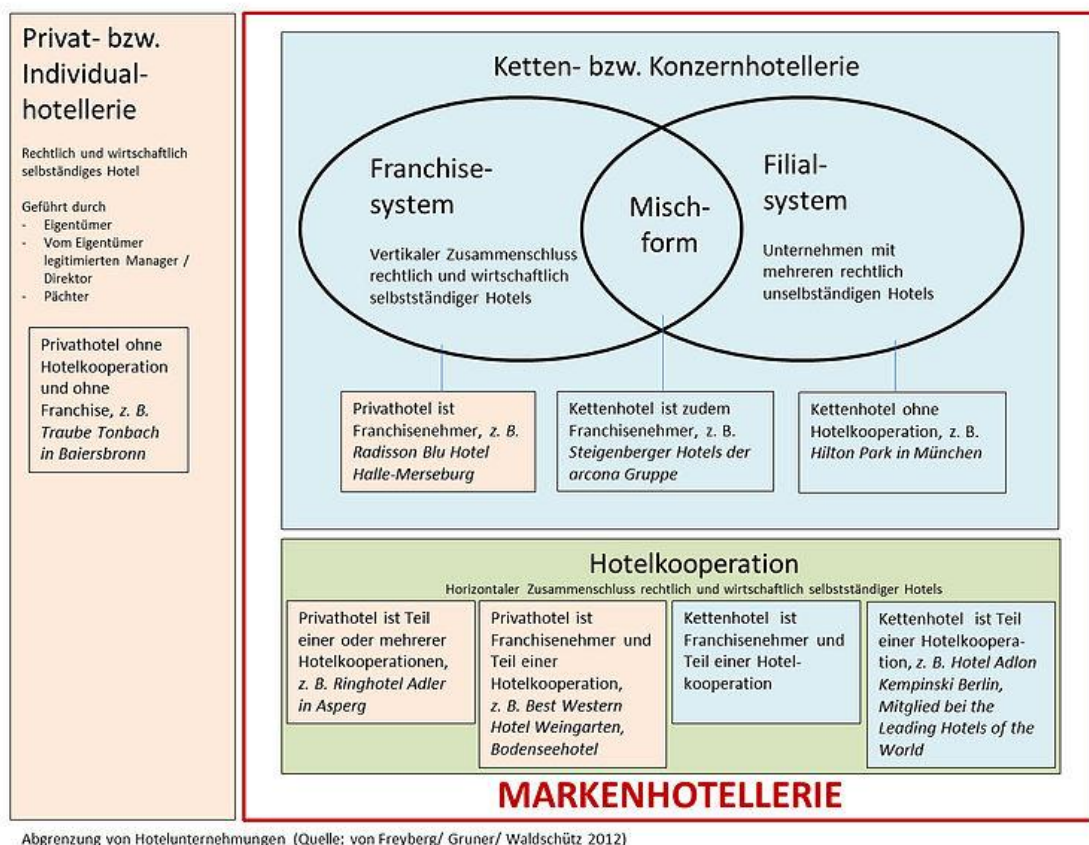 Privat- bzw.
Individual-
hotellerie
Rechtlich und wirtschaftlich
selbständiges Hotel
Geführt durch
- Eigentümer
- Vom Eigentümer
legitimierten Manager /
Direktor
- Pächter
Privathotel ohne
Hotelkooperation
und ohne
Franchise, z. B.
Traube Tonbach
in Baiersbronn
Ketten- bzw. Konzernhotellerie
Franchise-
system
Vertikaler Zusammenschluss
rechtlich und wirtschaftlich
selbstständiger Hotels
Misch-
form
Filial-
system
Unternehmen mit
mehreren rechtlich
unselbständigen Hotels
Privathotel ist
Franchisenehmer, z. B.
Radisson Blu Hotel
Halle-Merseburg
Kettenhotel ist zudem
Franchisenehmer, z. B.
Steigenberger Hotels der
arcona Gruppe
Kettenhotel ohne
Hotelkooperation, z. B.
Hilton Park in München
Hotelkooperation
Horizontaler Zusammenschluss rechtlich und wirtschaftlich selbstständiger Hotels
Privathotel ist Teil
einer oder mehrerer
Hotelkooperationen,
z. B. Ringhotel Adler
in Asperg
Privathotel ist
Franchisenehmer und
Teil einer
Hotelkooperation,
z. B. Best Western
Hotel Weingarten,
Bodenseehotel
Kettenhotel ist
Franchisenehmer und
Teil einer Hotel-
kooperation
Kettenhotel ist Teil
einer Hotelkoopera-
tion, z. B. Hotel Adlon
Kempinski Berlin,
Mitglied bei the
Leading Hotels of the
World
MARKENHOTELLERIE
Abgrenzung von Hotelunternehmungen (Quelle: von Freyberg/ Gruner/ Waldschütz 2012)